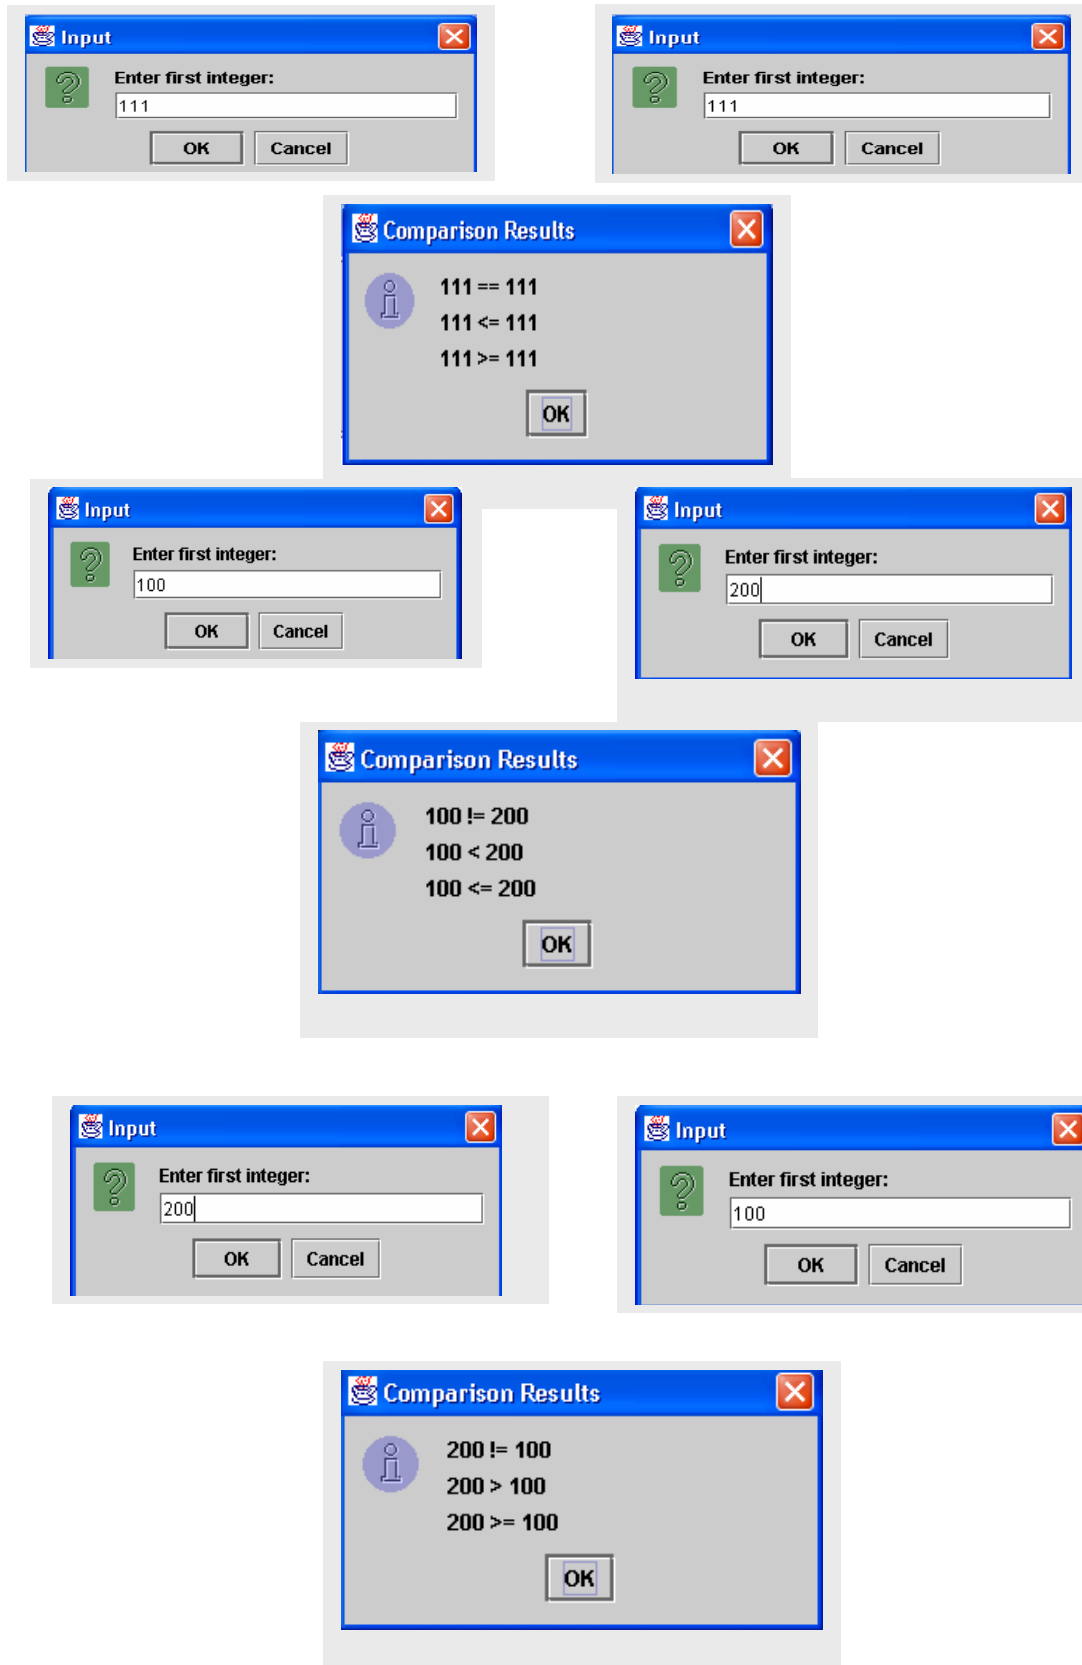 Input
Enter first integer:
111
OK Cancel
Input
Enter first integer:
111
OK Cancel
Comparison Results
111 == 111
111 <= 111
111 >= 111
OK
Input
Enter first integer:
100
OK Cancel
Input
Enter first integer:
200
OK Cancel
Comparison Results
100 != 200
100 < 200
100 <= 200
OK
Input
Enter first integer:
200
OK Cancel
Input
Enter first integer:
100
OK Cancel
Comparison Results
200 != 100
200 > 100
200 >= 100
OK